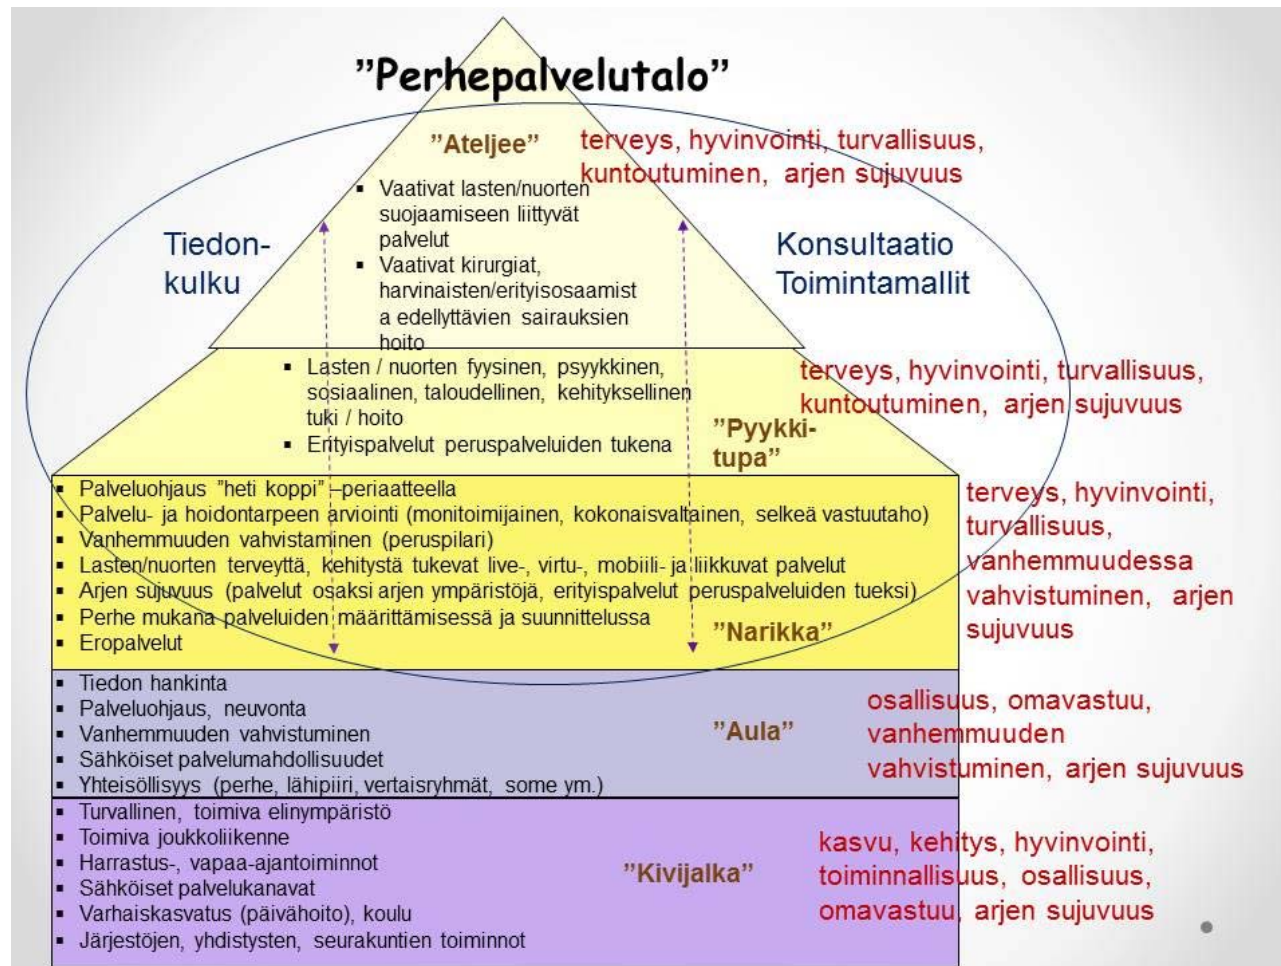 ”Perhepalvelutalo”
”Ateljee”
terveys, hyvinvointi, turvallisuus,
kuntoutuminen, arjen sujuvuus
▪ Vaativat lasten/nuorten
suojaamiseen liittyvät
palvelut
▪ Vaativat kirurgiat,
harvinaisten/erityisosaamist
a edellyttävien sairauksien
hoito
Tiedon-
kulku
Konsultaatio
Toimintamallit
▪ Lasten / nuorten fyysinen, psyykkinen,
sosiaalinen, taloudellinen, kehityksellinen
tuki / hoito
▪ Erityispalvelut peruspalveluiden tukena
”Pyykki-
tupa”
terveys, hyvinvointi, turvallisuus,
kuntoutuminen, arjen sujuvuus
▪ Palveluohjaus ”heti koppi” –periaatteella
▪ Palvelu- ja hoidontarpeen arviointi (monitoimijainen, kokonaisvaltainen, selkeä vastuutaho)
▪ Vanhemmuuden vahvistaminen (peruspilari)
▪ Lasten/nuorten terveyttä, kehitystä tukevat live-, virtu-, mobiili- ja liikkuvat palvelut
▪ Arjen sujuvuus (palvelut osaksi arjen ympäristöjä, erityispalvelut peruspalveluiden tueksi)
▪ Perhe mukana palveluiden määrittämisessä ja suunnittelussa
▪ Eropalvelut
”Narikka”
terveys, hyvinvointi,
turvallisuus,
vanhemmuudessa
vahvistuminen, arjen
sujuvuus
▪ Tiedon hankinta
▪ Palveluohjaus, neuvonta
▪ Vanhemmuuden vahvistuminen
▪ Sähköiset palvelumahdollisuudet
▪ Yhteisöllisyys (perhe, lähipiiri, vertaisryhmät, some ym.)
”Aula”
osallisuus, omavastuu,
vanhemmuuden
vahvistuminen, arjen sujuvuus
▪ Turvallinen, toimiva elinympäristö
▪ Toimiva joukkoliikenne
▪ Harrastus-, vapaa-ajantoiminnot
▪ Sähköiset palvelukanavat
▪ Varhaiskasvatus (päivähoito), koulu
▪ Järjestöjen, yhdistysten, seurakuntien toiminnot
”Kivijalka”
kasvu, kehitys, hyvinvointi,
toiminnallisuus, osallisuus,
omavastuu, arjen sujuvuus